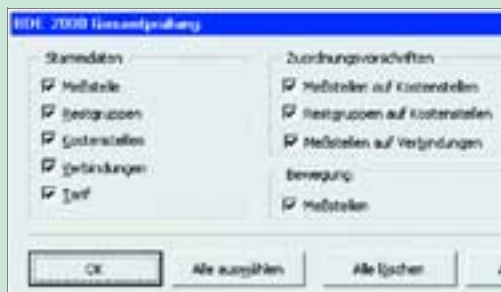 BDE 2000 Gesamtprüfung
Stammdaten
Meßstelle
Restgruppen
Kostenstellen
Verbindungen
Tarif
Zuordnungsvorschriften
Meßstellen auf Kostenstellen
Restgruppen auf Kostenstellen
Meßstellen auf Verbindungen
Bewegung
Meßstellen
OK
Alle auswählen
Alle löschen